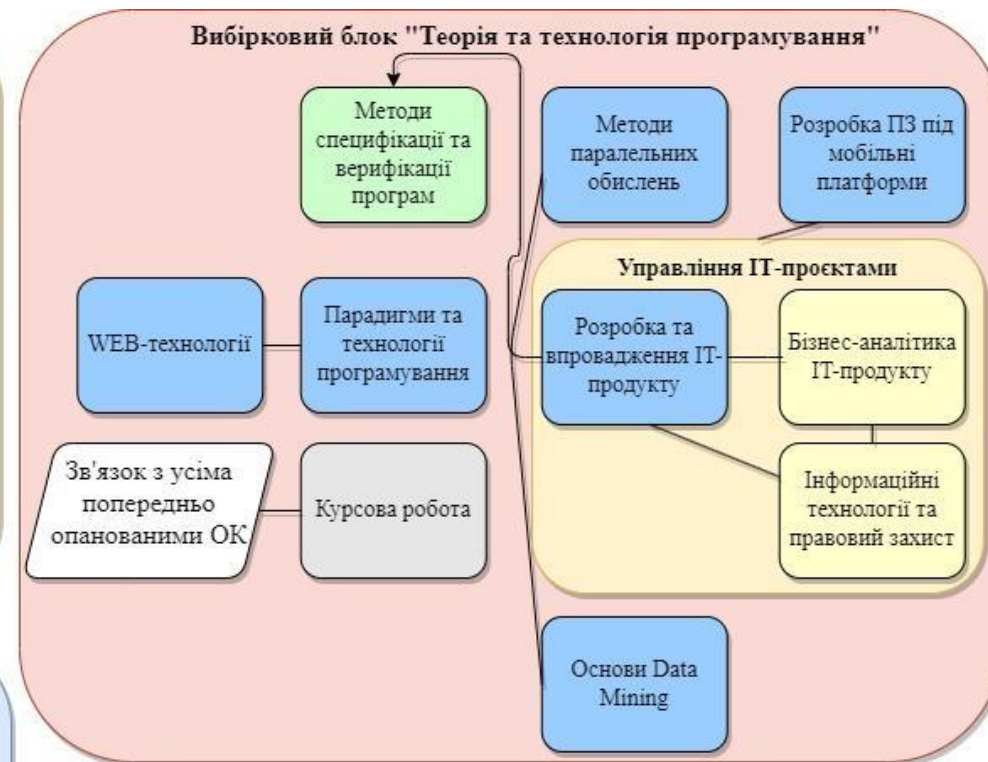 Вибірковий блок "Теорія та технологія програмування"
Методи
специфікації та
верифікації
програм
Методи
паралельних
обислень
Розробка ПЗ під
мобільні
платформи
Управління ІТ-проєктами
WEB-технології
Парадигми та
технології
програмування
Розробка та
впровадження ІТ-
продукту
Бізнес-аналітика
ІТ-продукту
Зв'язок з усіма
попередньо
опанованими ОК
Курсова робота
Інформаційні
технології та
правовий захист
Основи Data
Mining